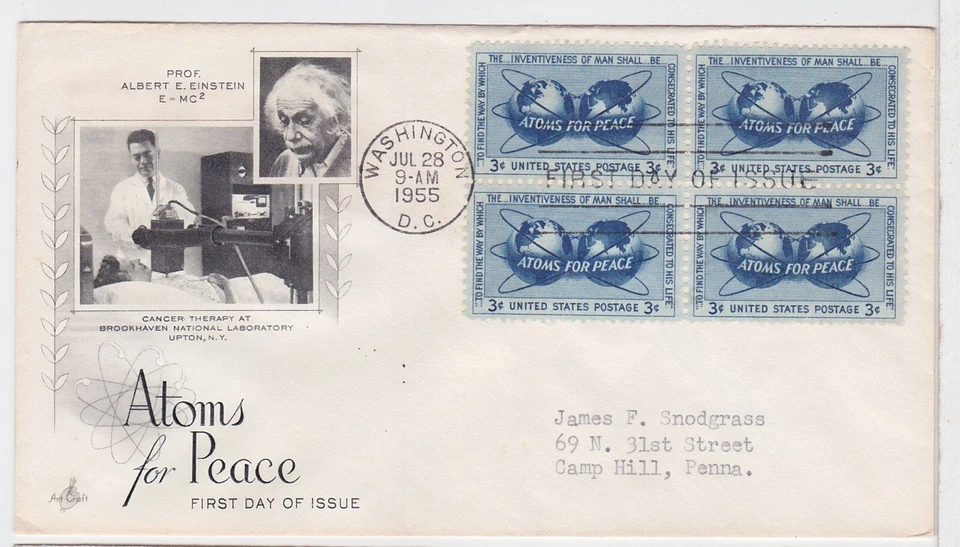 PROF.
ALBERT E. EINSTEIN
E = MC²
CANCER THERAPY AT
BROOKHAVEN NATIONAL LABORATORY
UPTON, N.Y.
Atoms
for Peace
FIRST DAY OF ISSUE
Art Craft
WASHINGTON
JUL 28
9-AM
1955
D.C.
...TO FIND THE WAY BY WHICH THE...INVENTIVENESS OF MAN SHALL...BE CONSECRATED TO HIS LIFE
ATOMS FOR PEACE
3¢ UNITED STATES POSTAGE 3¢
...TO FIND THE WAY BY WHICH THE...INVENTIVENESS OF MAN SHALL...BE CONSECRATED TO HIS LIFE
ATOMS FOR PEACE
3¢ UNITED STATES POSTAGE 3¢
FIRST DAY OF ISSUE
...TO FIND THE WAY BY WHICH THE...INVENTIVENESS OF MAN SHALL...BE CONSECRATED TO HIS LIFE
ATOMS FOR PEACE
3¢ UNITED STATES POSTAGE 3¢
...TO FIND THE WAY BY WHICH THE...INVENTIVENESS OF MAN SHALL...BE CONSECRATED TO HIS LIFE
ATOMS FOR PEACE
3¢ UNITED STATES POSTAGE 3¢
James F. Snodgrass
69 N. 31st Street
Camp Hill, Penna.